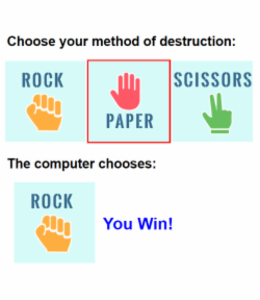 Choose your method of destruction:
ROCK
PAPER
SCISSORS
The computer chooses:
ROCK
You Win!